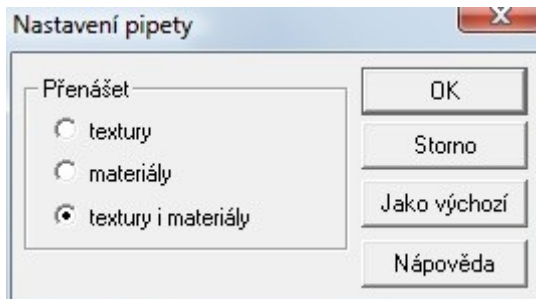 Nastavení pipety
Přenášet
textury
materiály
textury i materiály
OK
Storno
Jako výchozí
Nápověda